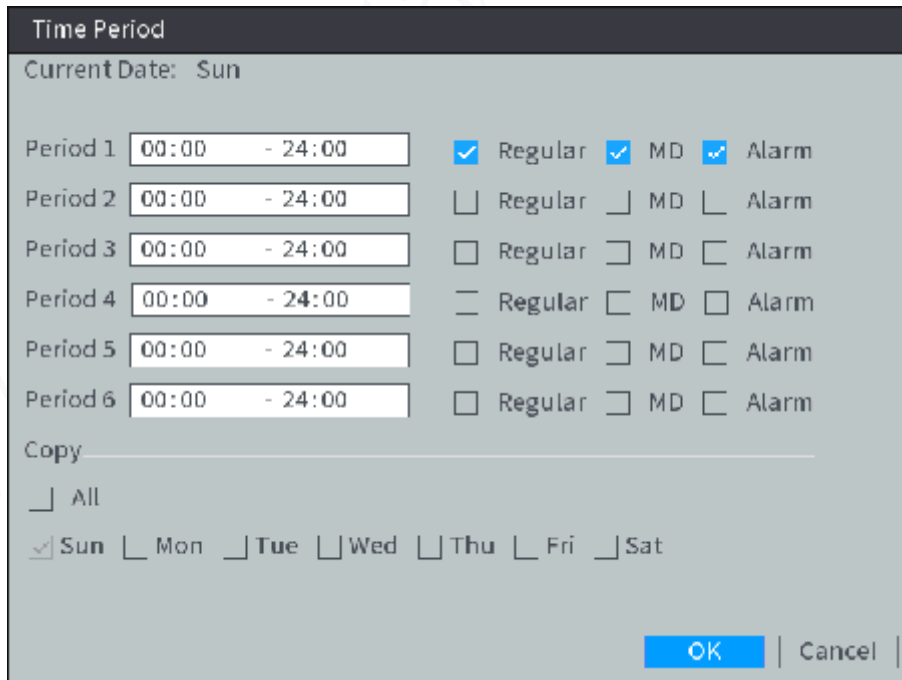 Time Period
Current Date: Sun
Period 1 00:00 - 24:00 Regular MD Alarm
Period 2 00:00 - 24:00 Regular MD Alarm
Period 3 00:00 - 24:00 Regular MD Alarm
Period 4 00:00 - 24:00 Regular MD Alarm
Period 5 00:00 - 24:00 Regular MD Alarm
Period 6 00:00 - 24:00 Regular MD Alarm
Copy
All
Sun Mon Tue Wed Thu Fri Sat
OK Cancel